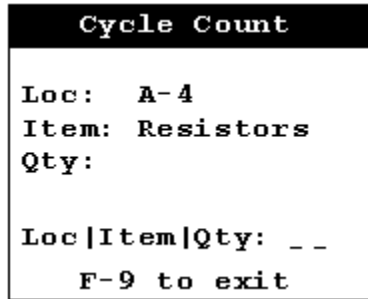 Cycle Count
Loc: A-4
Item: Resistors
Qty:
Loc|Item|Qty: _ _
F-9 to exit